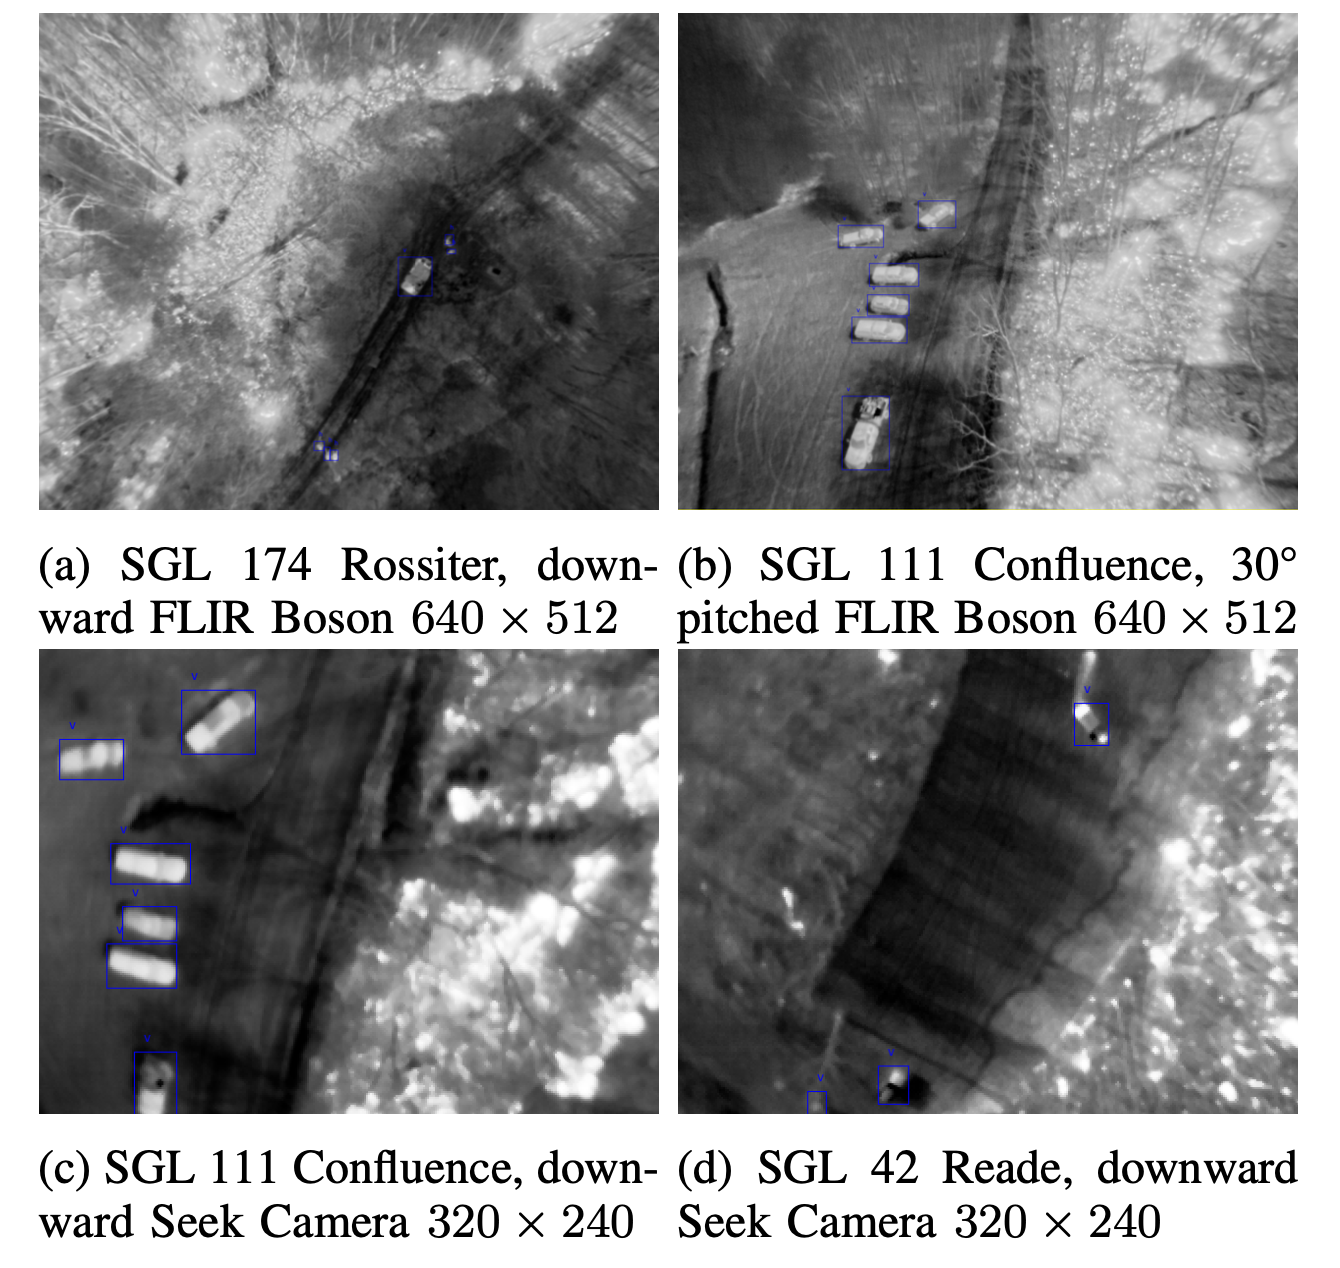 (a) SGL 174 Rossiter, down-
ward FLIR Boson 640 × 512
(b) SGL 111 Confluence, 30°
pitched FLIR Boson 640 × 512
v
v
v
v
v
v
(c) SGL 111 Confluence, down-
ward Seek Camera 320 × 240
v
v
v
(d) SGL 42 Reade, downward
Seek Camera 320 × 240